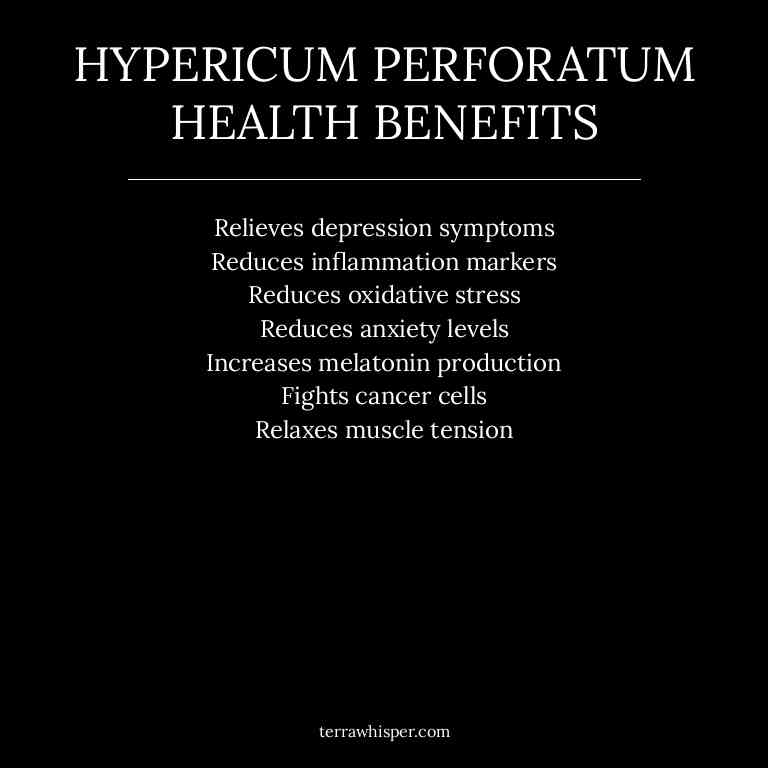 HYPERICUM PERFORATUM
HEALTH BENEFITS
Relieves depression symptoms
Reduces inflammation markers
Reduces oxidative stress
Reduces anxiety levels
Increases melatonin production
Fights cancer cells
Relaxes muscle tension
terrawhisper.com